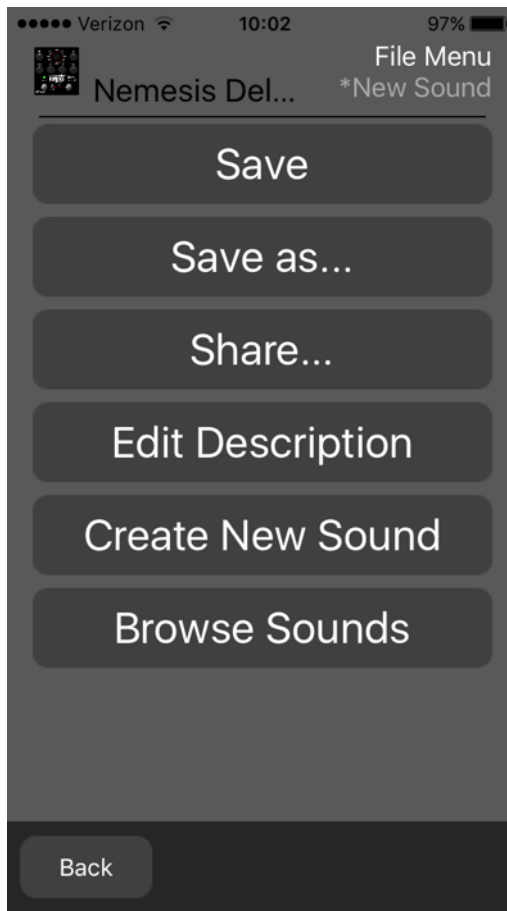 Verizon 10:02 97%
File Menu
Nemesis Del... *New Sound
Save
Save as...
Share...
Edit Description
Create New Sound
Browse Sounds
Back